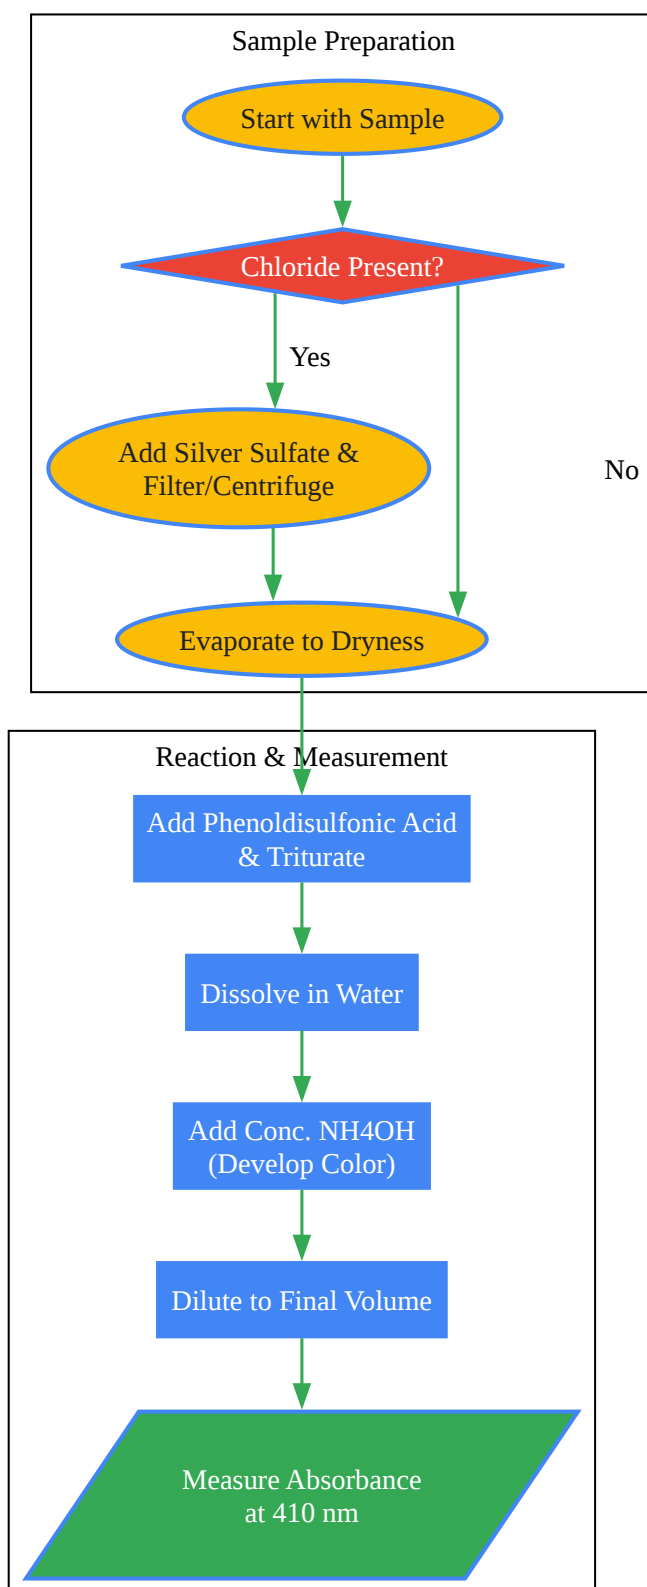 Sample Preparation
Start with Sample
Chloride Present?
Yes
Add Silver Sulfate &
Filter/Centrifuge
No
Evaporate to Dryness
Reaction & Measurement
Add Phenoldisulfonic Acid
& Triturate
Dissolve in Water
Add Conc. NH4OH
(Develop Color)
Dilute to Final Volume
Measure Absorbance
at 410 nm